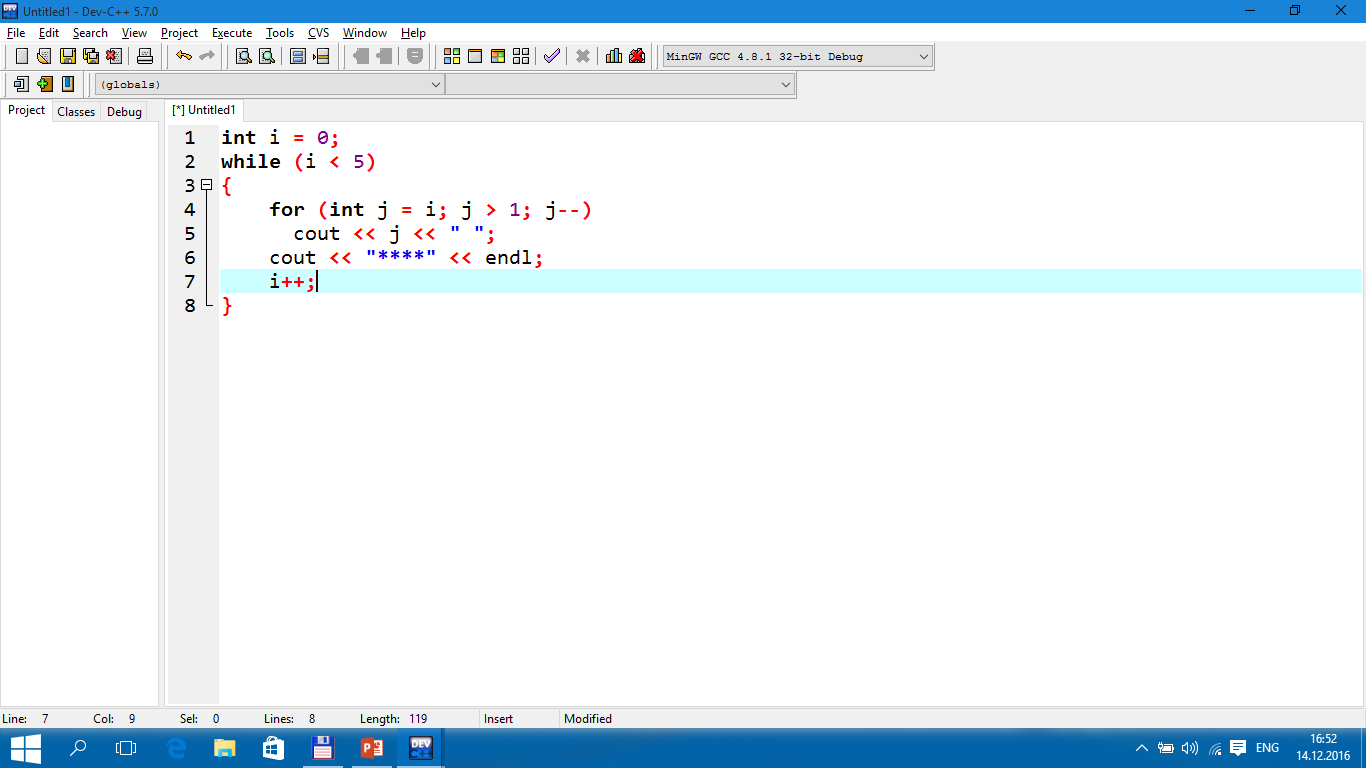 Untitled1 - Dev-C++ 5.7.0
File Edit Search View Project Execute Tools CVS Window Help
MinGW GCC 4.8.1 32-bit Debug
(globals)
Project Classes Debug [*] Untitled1
1 int i = 0;
2 while (i < 5)
3 {
4 for (int j = i; j > 1; j--)
5 cout << j << " ";
6 cout << "****" << endl;
7 i++;
8 }
Line: 7 Col: 9 Sel: 0 Lines: 8 Length: 119 Insert Modified
DEV C++ ENG 16:52
14.12.2016